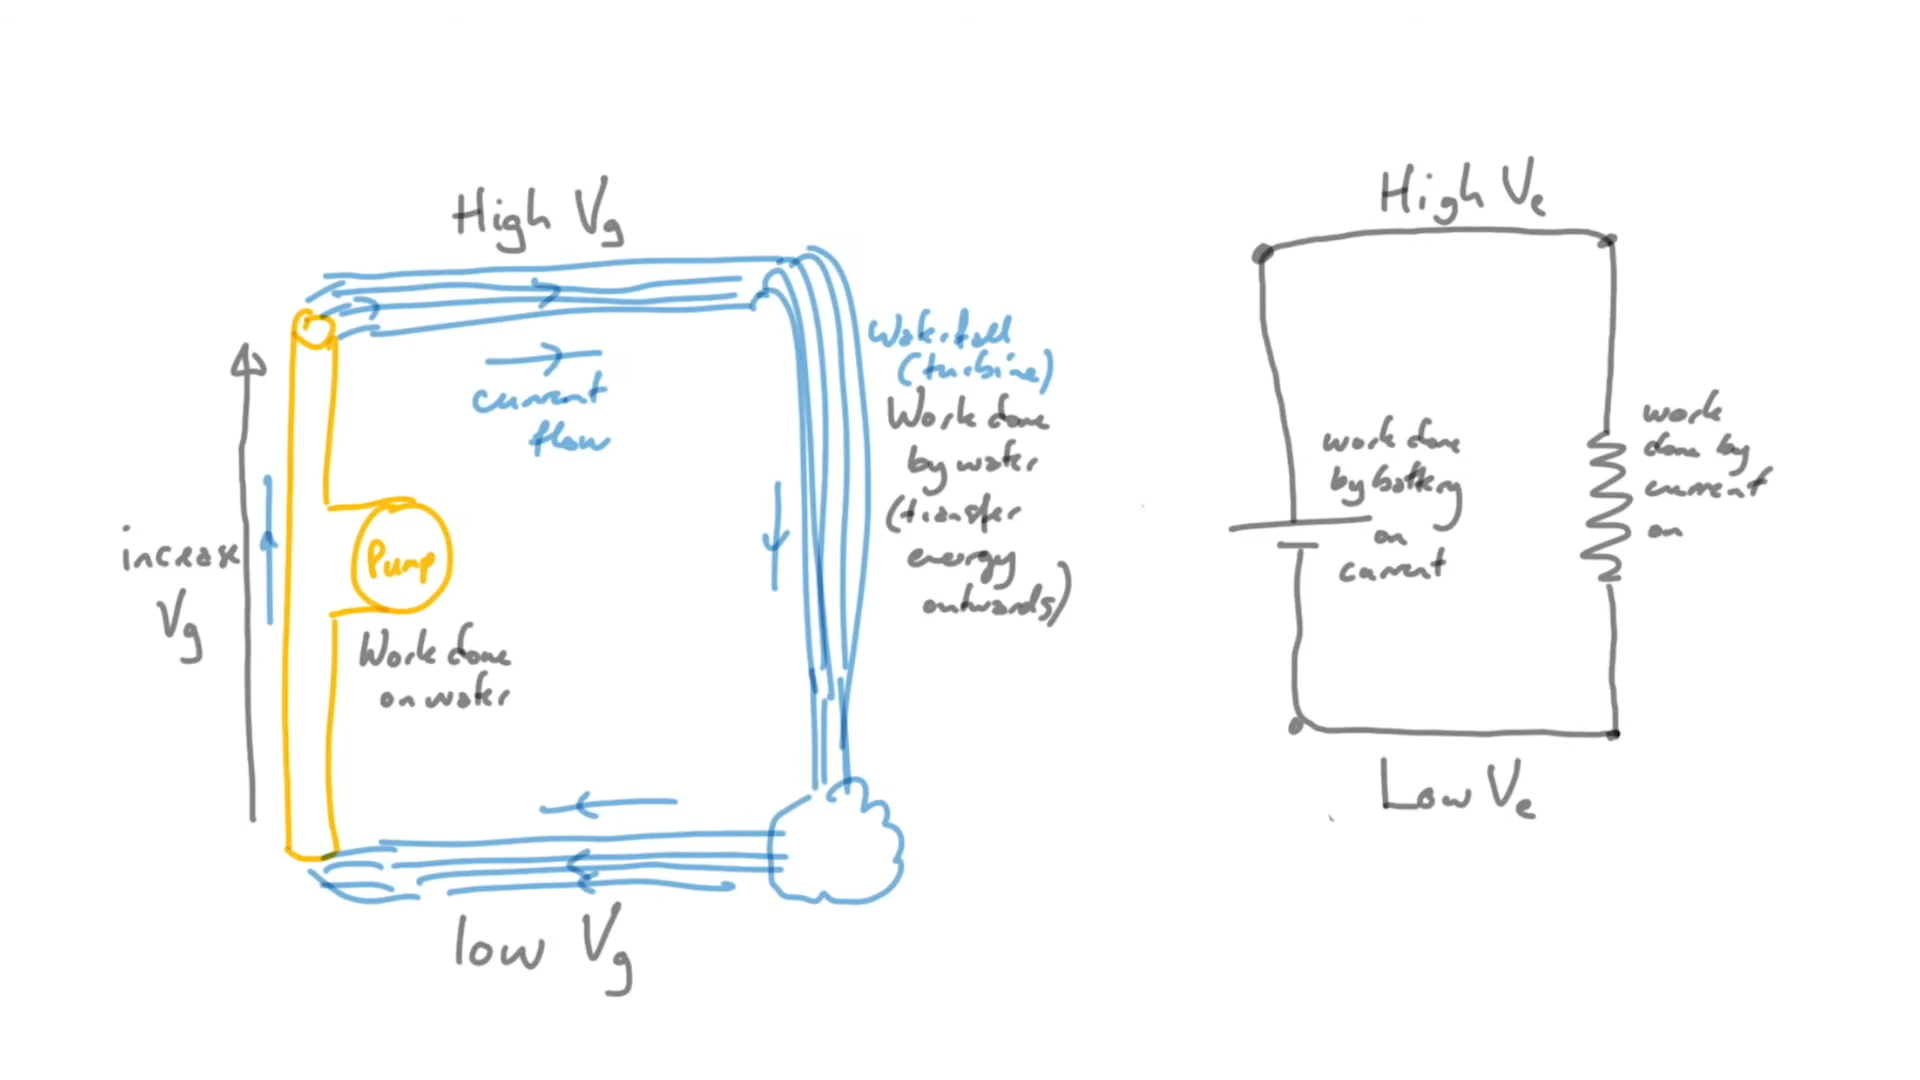 High Vg
current
flow
increase
Vg
Pump
Work done
on water
Waterfall
(turbine)
Work done
by water
(transfer
energy
onwards)
low Vg
High Ve
work done
by battery
on
current
work
done by
current
on
Low Ve